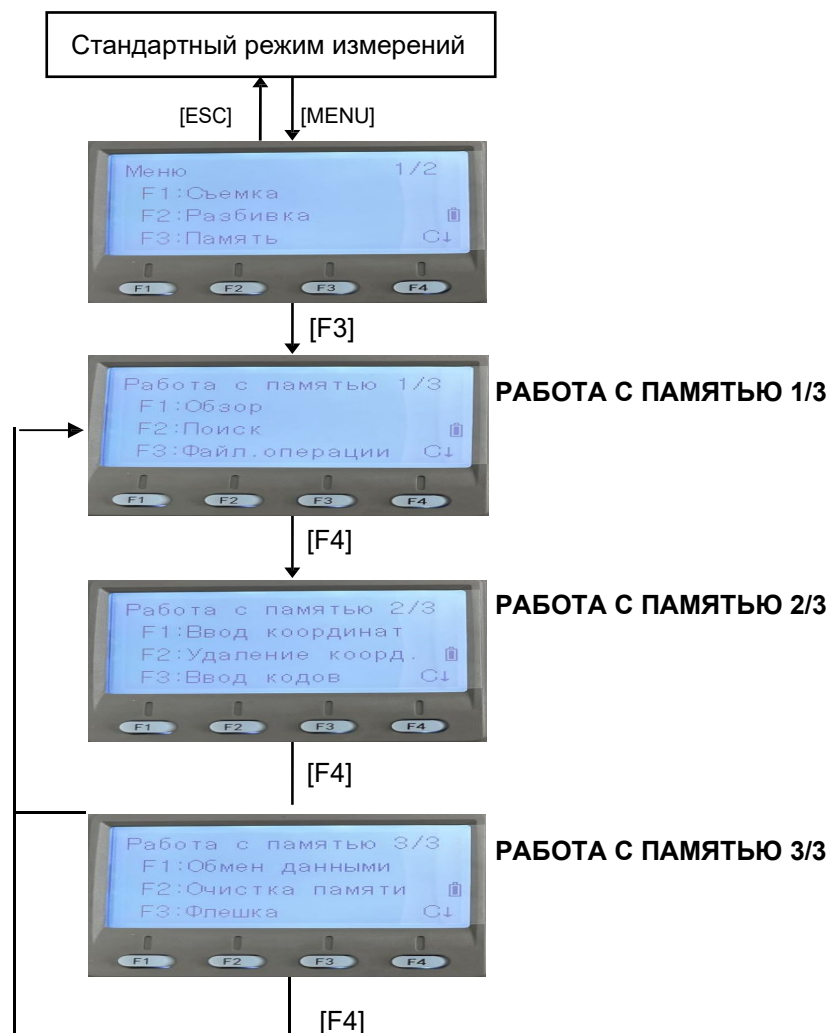 Стандартный режим измерений
[ESC] [MENU]
Меню 1/2
F1:Съемка
F2:Разбивка
F3:Память С↓
F1 F2 F3 F4
[F3]
Работа с памятью 1/3
РАБОТА С ПАМЯТЬЮ 1/3
F1:Обзор
F2:Поиск
F3:Файл.операции С↓
F1 F2 F3 F4
[F4]
Работа с памятью 2/3
РАБОТА С ПАМЯТЬЮ 2/3
F1:Ввод координат
F2:Удаление коорд.
F3:Ввод кодов С↓
F1 F2 F3 F4
[F4]
Работа с памятью 3/3
РАБОТА С ПАМЯТЬЮ 3/3
F1:Обмен данными
F2:Очистка памяти
F3:Флешка С↓
F1 F2 F3 F4
[F4]